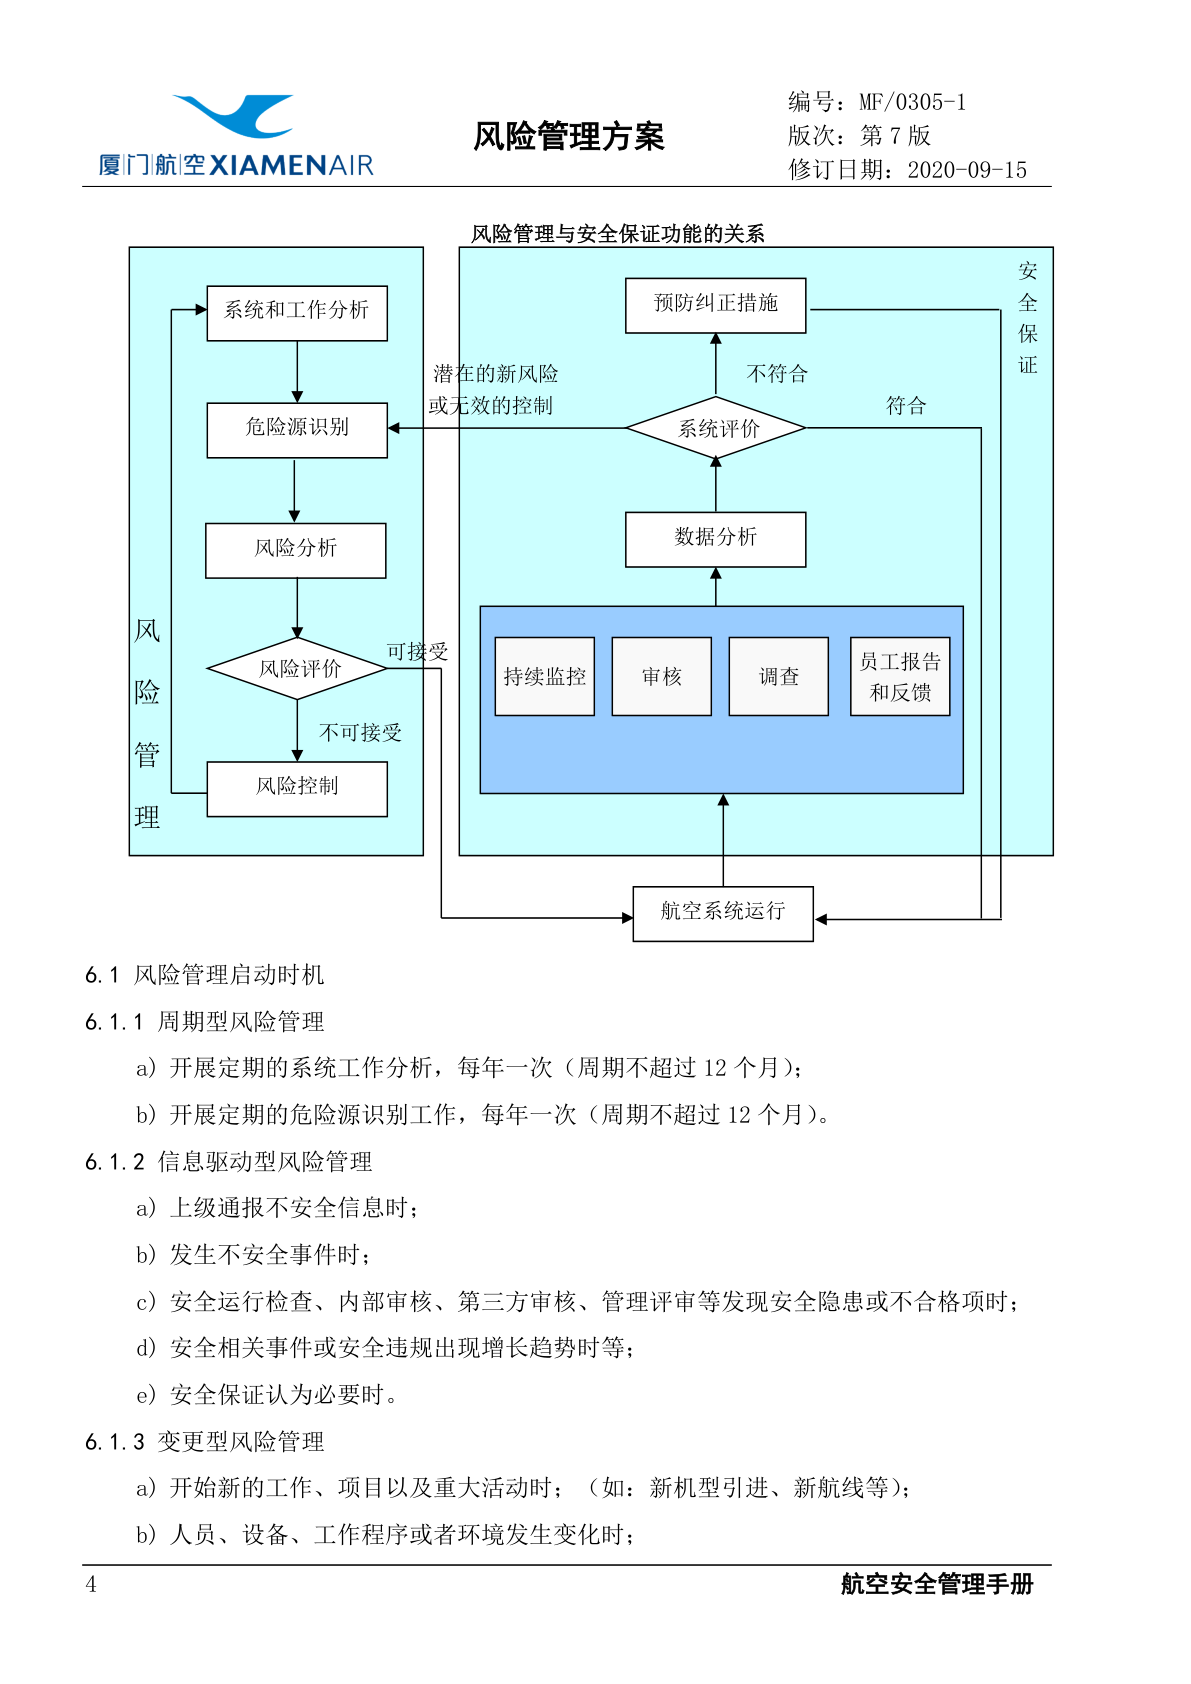 厦门航空 XIAMENAIR
风险管理方案
编号：MF/0305-1
版次：第 7 版
修订日期：2020-09-15
风险管理与安全保证功能的关系
风险管理
系统和工作分析
危险源识别
风险分析
风险评价
可接受
不可接受
风险控制
潜在的新风险
或无效的控制
安全保证
预防纠正措施
不符合
符合
系统评价
数据分析
持续监控
审核
调查
员工报告
和反馈
航空系统运行
6.1 风险管理启动时机
6.1.1 周期型风险管理
a) 开展定期的系统工作分析，每年一次（周期不超过 12 个月）；
b) 开展定期的危险源识别工作，每年一次（周期不超过 12 个月）。
6.1.2 信息驱动型风险管理
a) 上级通报不安全信息时；
b) 发生不安全事件时；
c) 安全运行检查、内部审核、第三方审核、管理评审等发现安全隐患或不合格项时；
d) 安全相关事件或安全违规出现增长趋势时等；
e) 安全保证认为必要时。
6.1.3 变更型风险管理
a) 开始新的工作、项目以及重大活动时；（如：新机型引进、新航线等）；
b) 人员、设备、工作程序或者环境发生变化时；
4
航空安全管理手册